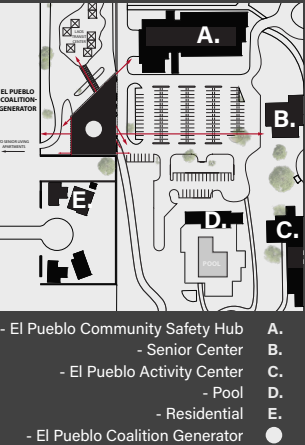 A.
EL PUEBLO
COALITION-
GENERATOR
B.
E.
D.
C.
POOL
- El Pueblo Community Safety Hub A.
- Senior Center B.
- El Pueblo Activity Center C.
- Pool D.
- Residential E.
- El Pueblo Coalition Generator